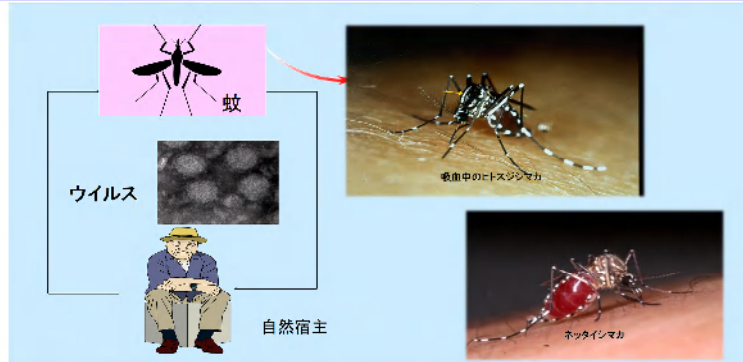 蚊
ウイルス
自然宿主
吸血中のヒトスジシマカ
ネッタイシマカ